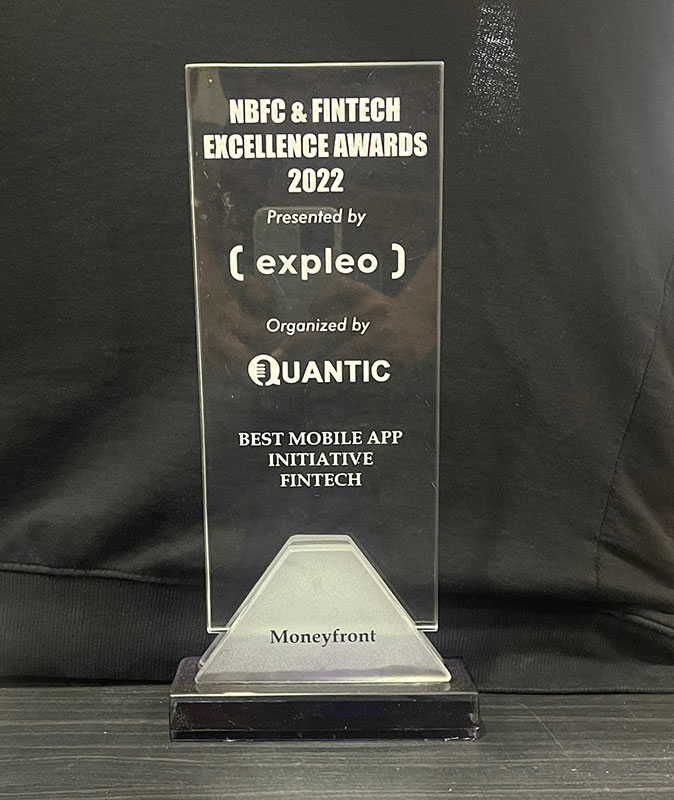 NBFC & FINTECH
EXCELLENCE AWARDS
2022
Presented by
( expleo )
Organized by
QUANTIC
BEST MOBILE APP
INITIATIVE
FINTECH
Moneyfront